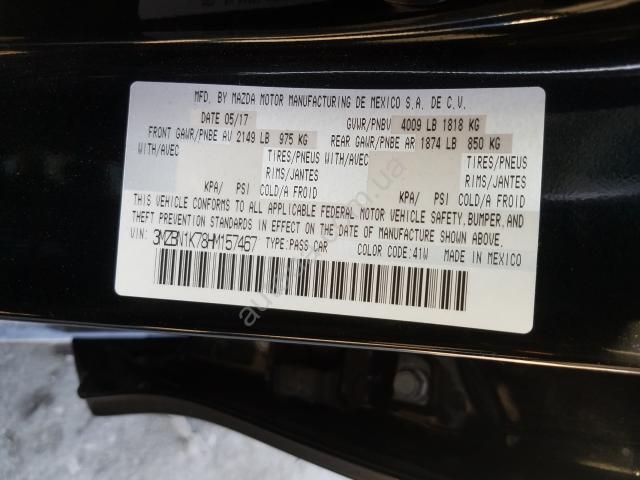 MFD. BY MAZDA MOTOR MANUFACTURING DE MEXICO S.A. DE C.V.
DATE 05/17 GVWR/PNBV 4009 LB 1818 KG
FRONT GAWR/PNBE AV 2149 LB 975 KG REAR GAWR/PNBE AR 1874 LB 850 KG
WITH/AVEC TIRES/PNEUS WITH/AVEC TIRES/PNEUS
RIMS/JANTES RIMS/JANTES
KPA/ PSI COLD/A FROID KPA/ PSI COLD/A FROID
THIS VEHICLE CONFORMS TO ALL APPLICABLE FEDERAL MOTOR VEHICLE SAFETY, BUMPER, AND
THEFT PREVENTION STANDARDS IN EFFECT ON THE DATE OF MANUFACTURE SHOWN ABOVE.
VIN: 3MZBN1K78HM157467 TYPE:PASS CAR COLOR CODE:41W MADE IN MEXICO